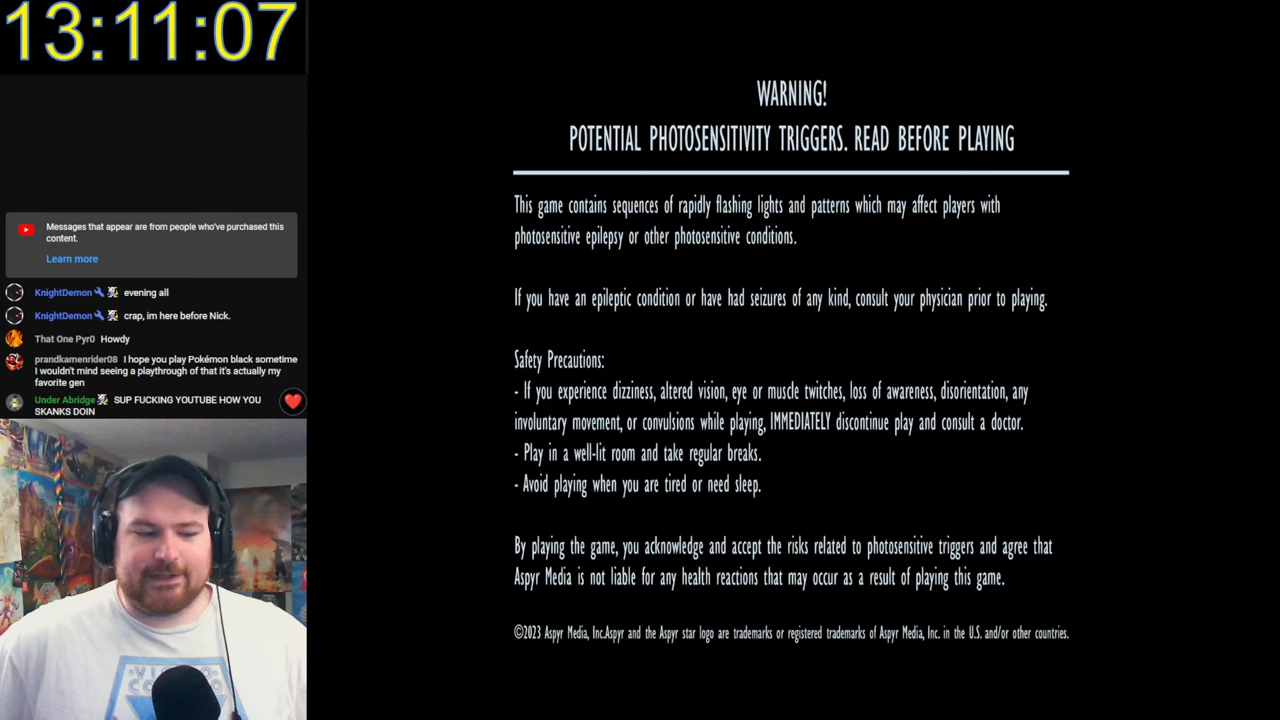 13:11:07
Messages that appear are from people who've purchased this
content.
Learn more
KnightDemon evening all
KnightDemon crap, im here before Nick.
That One Pyr0 Howdy
prandkamenrider08 I hope you play Pokémon black sometime
I wouldn't mind seeing a playthrough of that it's actually my
favorite gen
Under Abridge SUP FUCKING YOUTUBE HOW YOU
SKANKS DOIN
WARNING!
POTENTIAL PHOTOSENSITIVITY TRIGGERS. READ BEFORE PLAYING
This game contains sequences of rapidly flashing lights and patterns which may affect players with
photosensitive epilepsy or other photosensitive conditions.
If you have an epileptic condition or have had seizures of any kind, consult your physician prior to playing.
Safety Precautions:
- If you experience dizziness, altered vision, eye or muscle twitches, loss of awareness, disorientation, any
involuntary movement, or convulsions while playing, IMMEDIATELY discontinue play and consult a doctor.
- Play in a well-lit room and take regular breaks.
- Avoid playing when you are tired or need sleep.
By playing the game, you acknowledge and accept the risks related to photosensitive triggers and agree that
Aspyr Media is not liable for any health reactions that may occur as a result of playing this game.
©2023 Aspyr Media, Inc.Aspyr and the Aspyr star logo are trademarks or registered trademarks of Aspyr Media, Inc. in the U.S. and/or other countries.